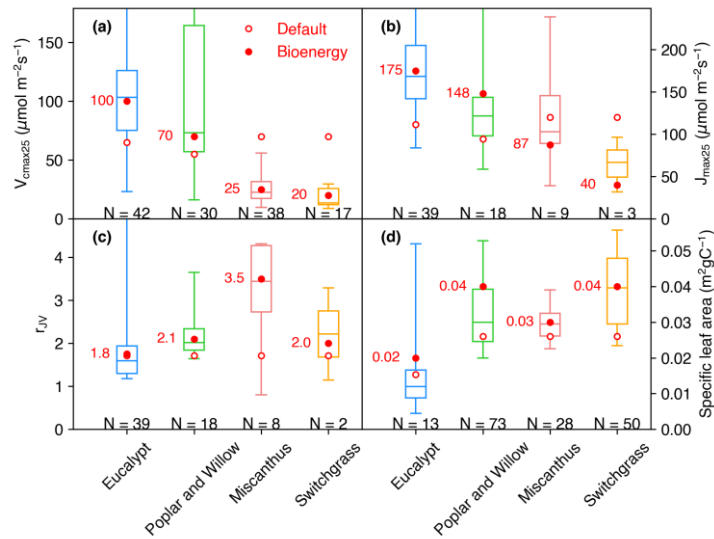 (a)
Default
Bioenergy
Vcmax25 (μmol m−2s−1)
150
100
50
0
100
70
25
20
N = 42 N = 30 N = 38 N = 17
(b)
Jmax25 (μmol m−2s−1)
200
150
100
50
0
175
148
87
40
N = 39 N = 18 N = 9 N = 3
(c)
rJV
4
3
2
1
0
1.8
2.1
3.5
2.0
N = 39 N = 18 N = 8 N = 2
Eucalypt
Poplar and Willow
Miscanthus
Switchgrass
(d)
Specific leaf area (m2gC−1)
0.05
0.04
0.03
0.02
0.01
0.00
0.02
0.04
0.03
0.04
N = 13 N = 73 N = 28 N = 50
Eucalypt
Poplar and Willow
Miscanthus
Switchgrass